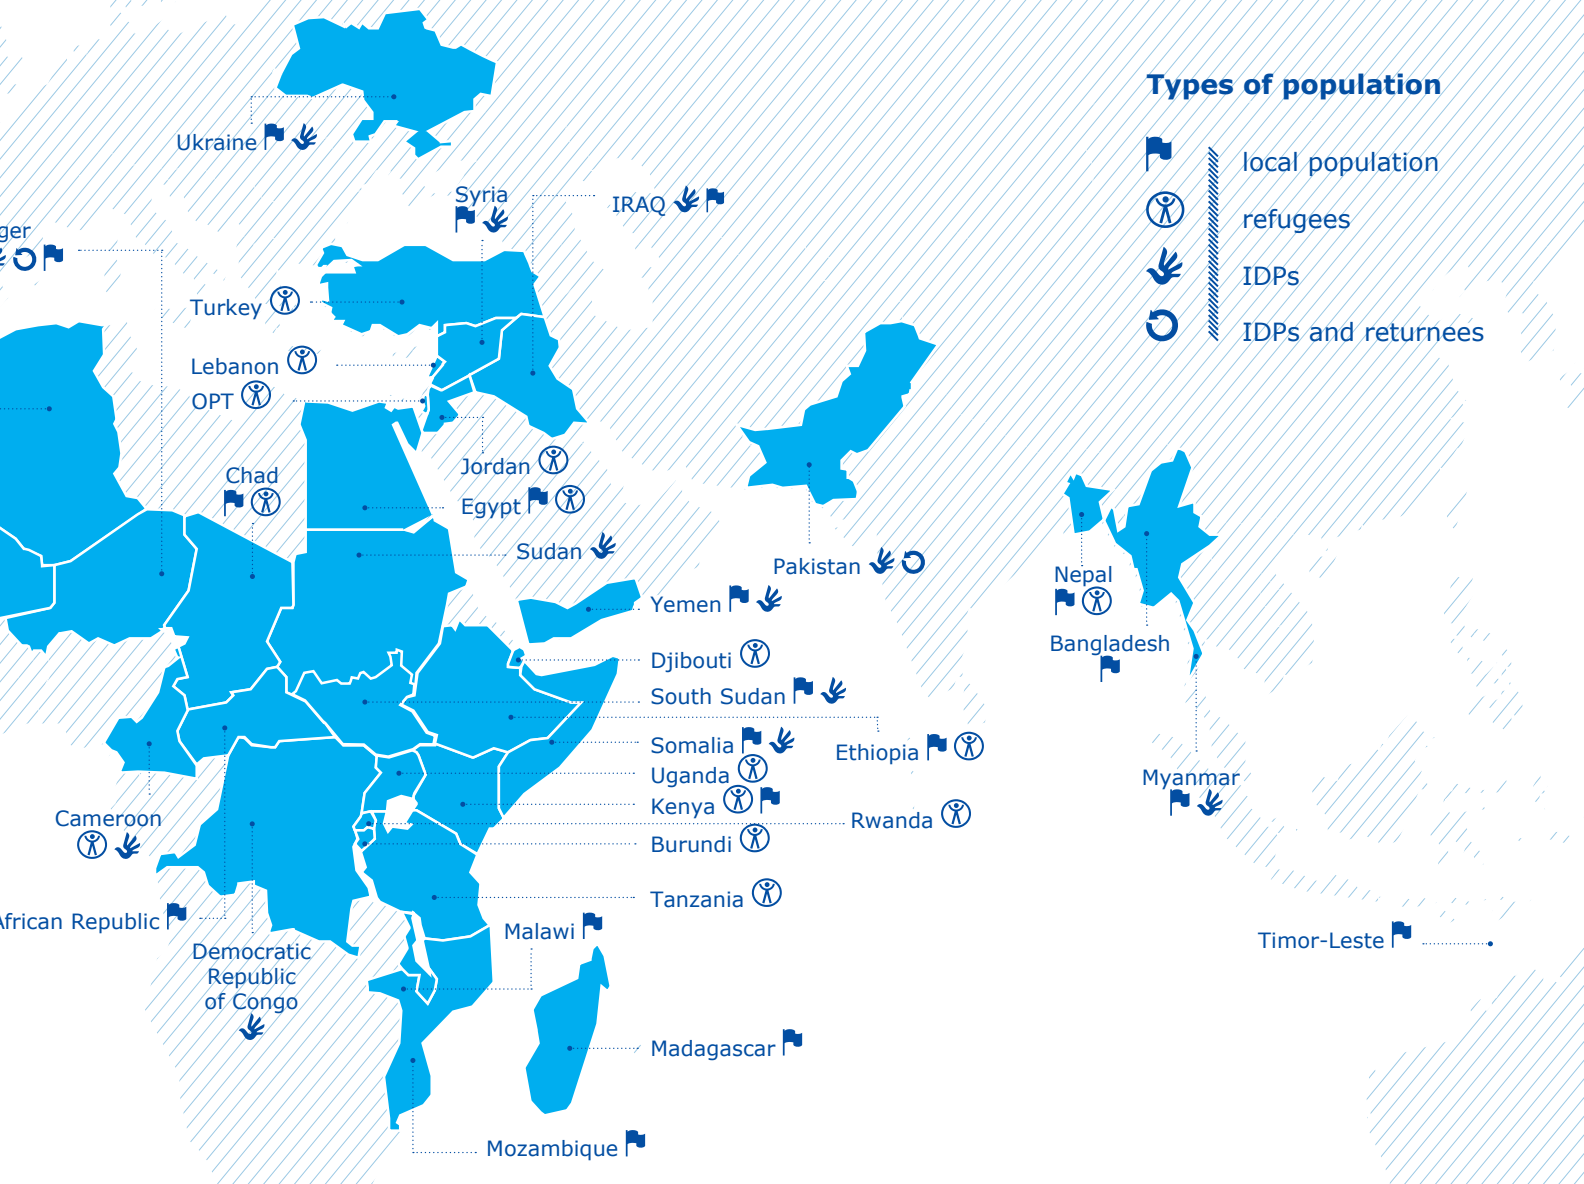 Types of population
local population
refugees
IDPs
IDPs and returnees
Ukraine
Syria
IRAQ
Turkey
Lebanon
OPT
Chad
Jordan
Egypt
Sudan
Pakistan
Nepal
Yemen
Bangladesh
Djibouti
South Sudan
Somalia
Ethiopia
Uganda
Myanmar
Kenya
Rwanda
Cameroon
Burundi
Tanzania
African Republic
Malawi
Timor-Leste
Democratic
Republic
of Congo
Madagascar
Mozambique